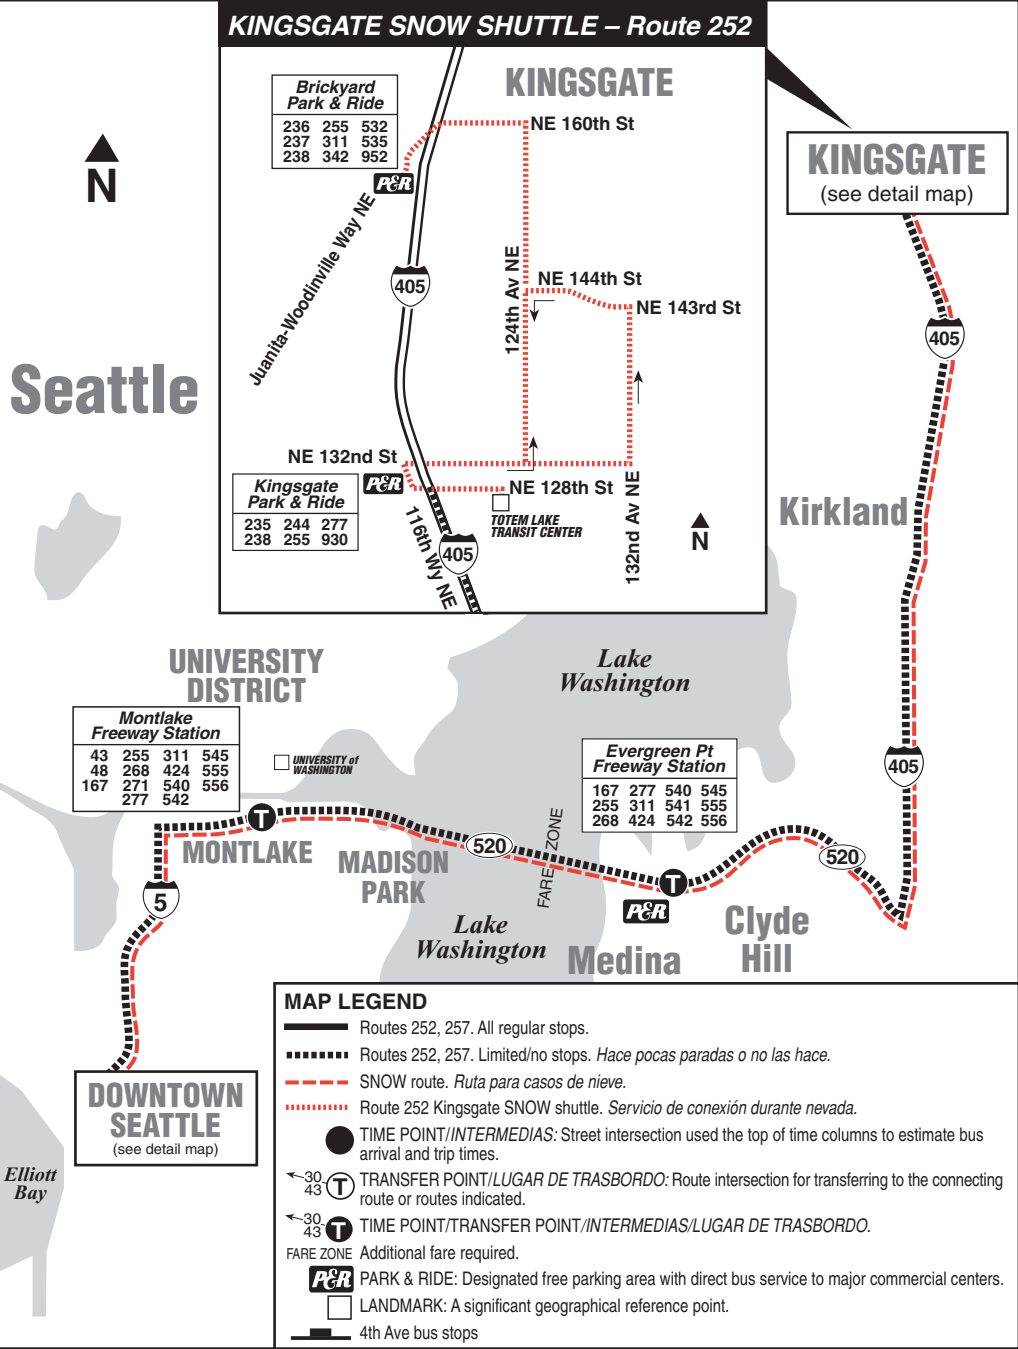 KINGSGATE SNOW SHUTTLE – Route 252
KINGSGATE
Brickyard
Park & Ride
236 255 532
237 311 535
238 342 952
P&R
NE 160th St
N
KINGSGATE
(see detail map)
Juanita-Woodinville Way NE
405
124th Av NE
NE 144th St
NE 143rd St
405
Seattle
NE 132nd St
P&R
Kingsgate
Park & Ride
235 244 277
238 255 930
NE 128th St
TOTEM LAKE
TRANSIT CENTER
116th Wy NE
405
132nd Av NE
N
Kirkland
UNIVERSITY
DISTRICT
Lake
Washington
Montlake
Freeway Station
43 255 311 545
48 268 424 555
167 271 540 556
277 542
UNIVERSITY of
WASHINGTON
Evergreen Pt
Freeway Station
167 277 540 545
255 311 541 555
268 424 542 556
405
T
MONTLAKE
MADISON
PARK
520
FARE ZONE
T
P&R
520
5
Lake
Washington
Medina
Clyde
Hill
DOWNTOWN
SEATTLE
(see detail map)
Elliott
Bay
MAP LEGEND
Routes 252, 257. All regular stops.
Routes 252, 257. Limited/no stops. Hace pocas paradas o no las hace.
SNOW route. Ruta para casos de nieve.
Route 252 Kingsgate SNOW shuttle. Servicio de conexión durante nevada.
TIME POINT/INTERMEDIAS: Street intersection used the top of time columns to estimate bus
arrival and trip times.
30
43 T TRANSFER POINT/LUGAR DE TRASBORDO: Route intersection for transferring to the connecting
route or routes indicated.
30
43 T TIME POINT/TRANSFER POINT/INTERMEDIAS/LUGAR DE TRASBORDO.
FARE ZONE Additional fare required.
P&R PARK & RIDE: Designated free parking area with direct bus service to major commercial centers.
LANDMARK: A significant geographical reference point.
4th Ave bus stops